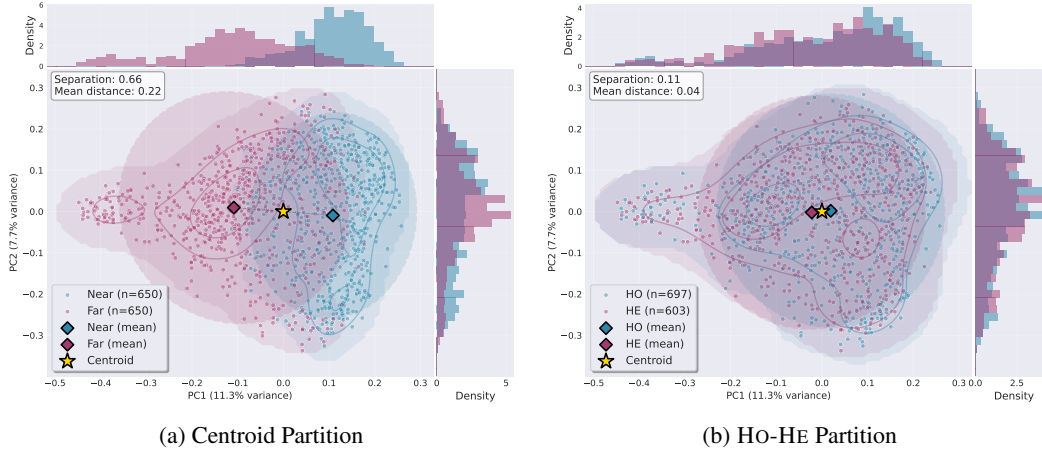 6
4
2
0
Density
Separation: 0.66
Mean distance: 0.22
0.3
0.2
0.1
0.0
−0.1
−0.2
−0.3
PC2 (7.7% variance)
Near (n=650)
Far (n=650)
Near (mean)
Far (mean)
Centroid
−0.5 −0.4 −0.3 −0.2 −0.1 0.0 0.1 0.2 0.3
PC1 (11.3% variance)
0 5
Density
(a) Centroid Partition
4
2
0
Density
Separation: 0.11
Mean distance: 0.04
0.3
0.2
0.1
0.0
−0.1
−0.2
−0.3
PC2 (7.7% variance)
HO (n=697)
HE (n=603)
HO (mean)
HE (mean)
Centroid
−0.5 −0.4 −0.3 −0.2 −0.1 0.0 0.1 0.2 0.3
PC1 (11.3% variance)
0.0 2.5
Density
(b) HO-HE Partition